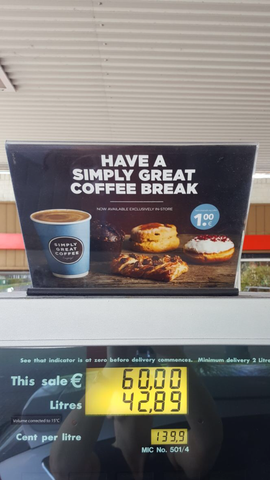 HAVE A
SIMPLY GREAT
COFFEE BREAK
NOW AVAILABLE EXCLUSIVELY IN-STORE
1.00
€
SIMPLY
GREAT
COFFEE
See that indicator is at zero before delivery commences. Minimum delivery 2 Litre
This sale € 60,00
Litres 42,89
Volume corrected to 15°C
Cent per litre 139,9
MIC No. 501/4